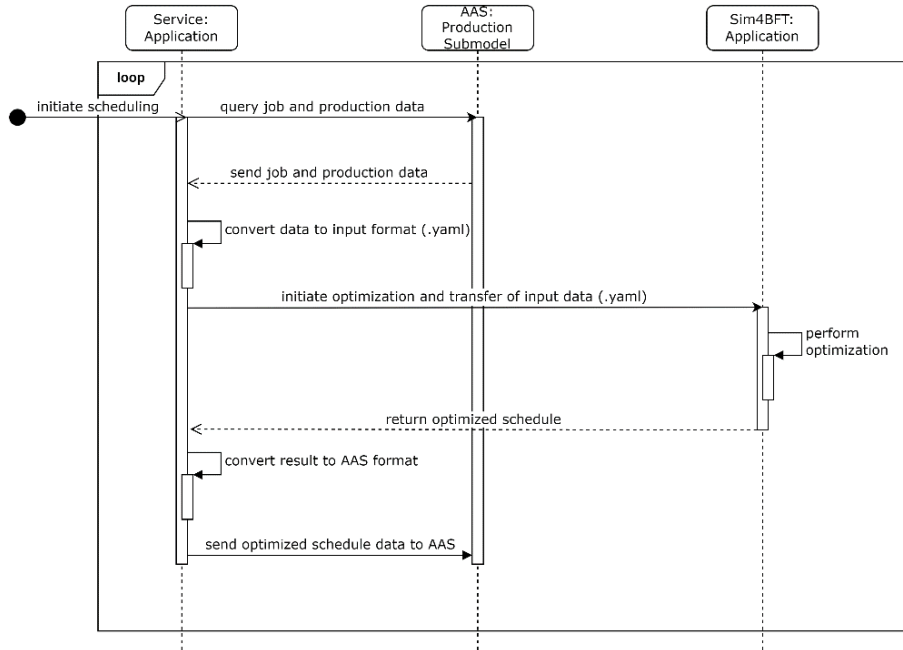 Service:
Application
AAS:
Production
Submodel
Sim4BFT:
Application
loop
initiate scheduling
query job and production data
send job and production data
convert data to input format (.yaml)
initiate optimization and transfer of input data (.yaml)
perform
optimization
return optimized schedule
convert result to AAS format
send optimized schedule data to AAS